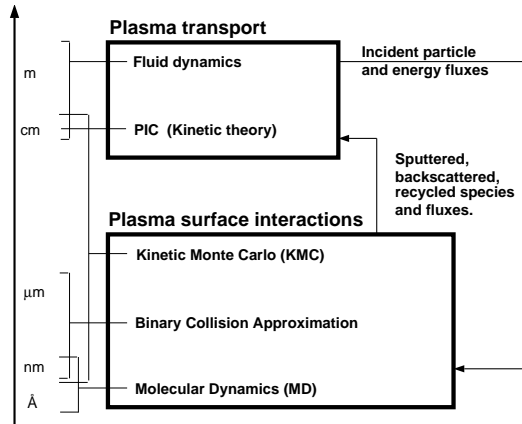 Plasma transport
Fluid dynamics
PIC (Kinetic theory)
Incident particle
and energy fluxes
Sputtered,
backscattered,
recycled species
and fluxes.
Plasma surface interactions
Kinetic Monte Carlo (KMC)
Binary Collision Approximation
Molecular Dynamics (MD)
m
cm
μm
nm
Å